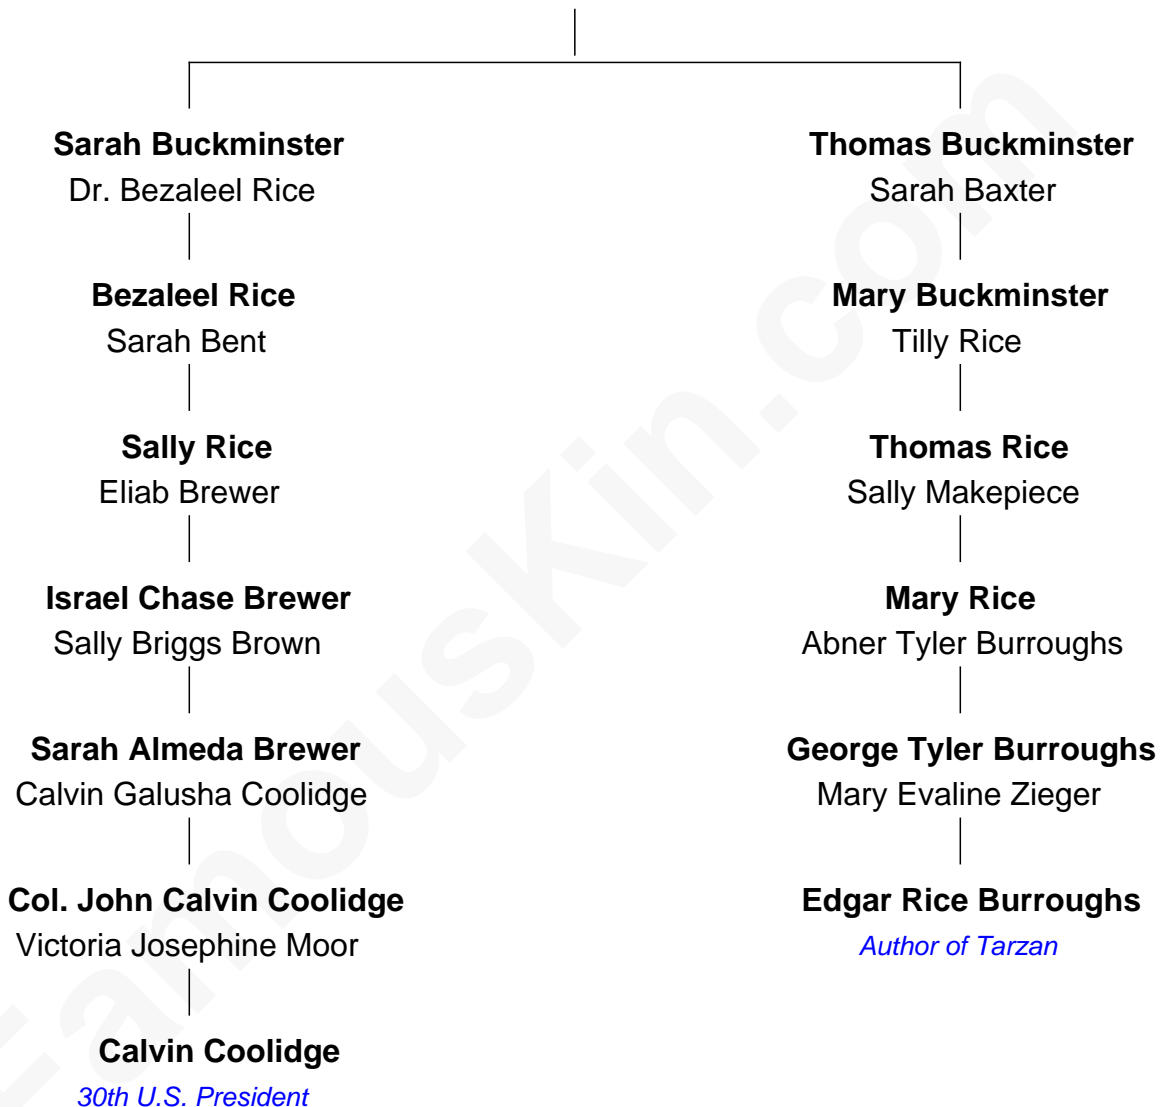 Sarah Buckminster
Dr. Bezaleel Rice
Bezaleel Rice
Sarah Bent
Sally Rice
Eliab Brewer
Israel Chase Brewer
Sally Briggs Brown
Sarah Almeda Brewer
Calvin Galusha Coolidge
Col. John Calvin Coolidge
Victoria Josephine Moor
Calvin Coolidge
30th U.S. President
Thomas Buckminster
Sarah Baxter
Mary Buckminster
Tilly Rice
Thomas Rice
Sally Makepiece
Mary Rice
Abner Tyler Burroughs
George Tyler Burroughs
Mary Evaline Zieger
Edgar Rice Burroughs
Author of Tarzan
FamousKin.com